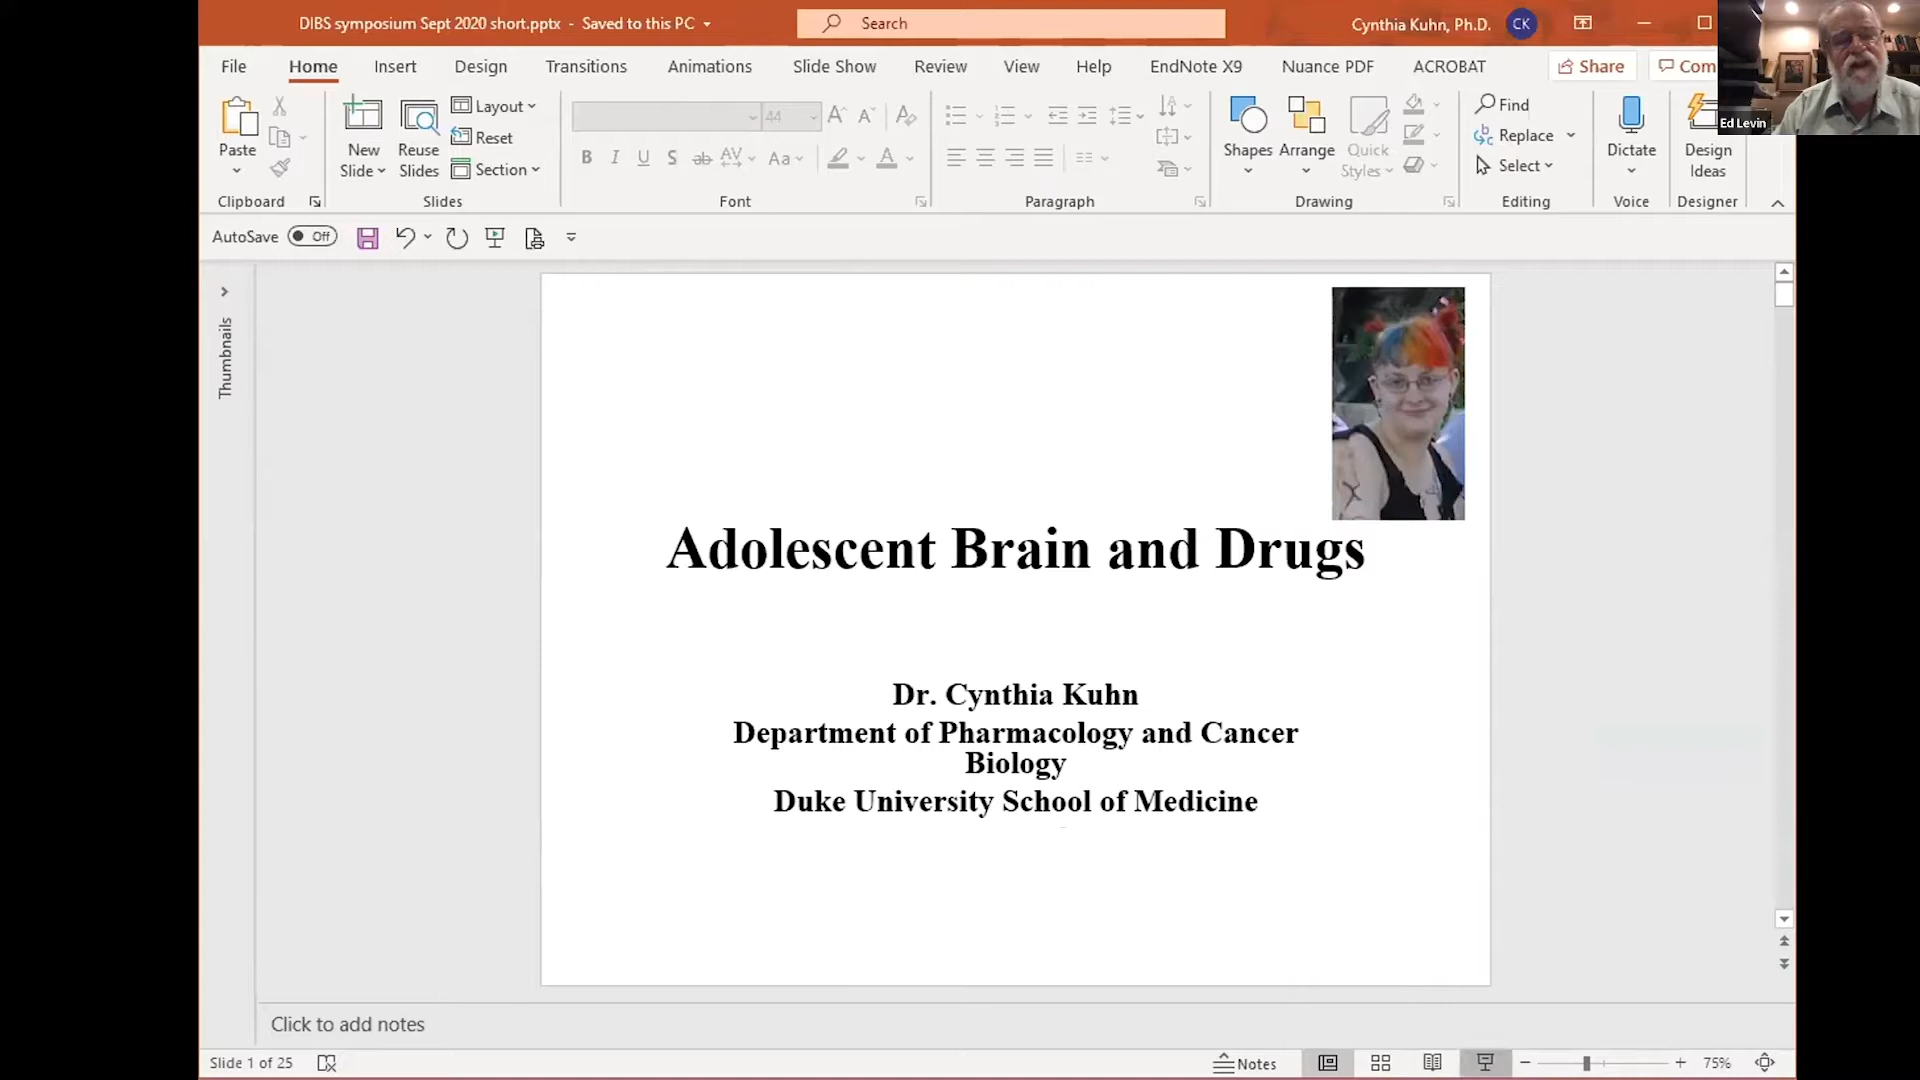 DIBS symposium Sept 2020 short.pptx - Saved to this PC
Search
Cynthia Kuhn, Ph.D.
CK
File Home Insert Design Transitions Animations Slide Show Review View Help EndNote X9 Nuance PDF ACROBAT Share Com
Ed Levin
Paste
Clipboard
New
Slide
Reuse
Slides
Layout
Reset
Section
Slides
44
B I U S ab AV Aa A
Font
Paragraph
Shapes
Arrange
Quick
Styles
Drawing
Find
Replace
Select
Editing
Dictate
Voice
Design
Ideas
Designer
AutoSave Off
Thumbnails
Adolescent Brain and Drugs
Dr. Cynthia Kuhn
Department of Pharmacology and Cancer
Biology
Duke University School of Medicine
Click to add notes
Slide 1 of 25
Notes
75%